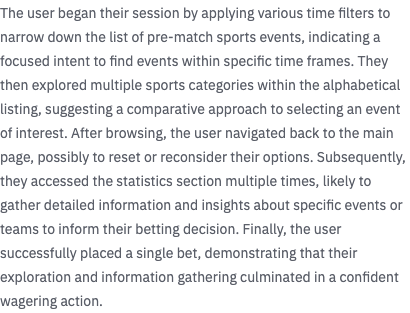 The user began their session by applying various time filters to
narrow down the list of pre-match sports events, indicating a
focused intent to find events within specific time frames. They
then explored multiple sports categories within the alphabetical
listing, suggesting a comparative approach to selecting an event
of interest. After browsing, the user navigated back to the main
page, possibly to reset or reconsider their options. Subsequently,
they accessed the statistics section multiple times, likely to
gather detailed information and insights about specific events or
teams to inform their betting decision. Finally, the user
successfully placed a single bet, demonstrating that their
exploration and information gathering culminated in a confident
wagering action.